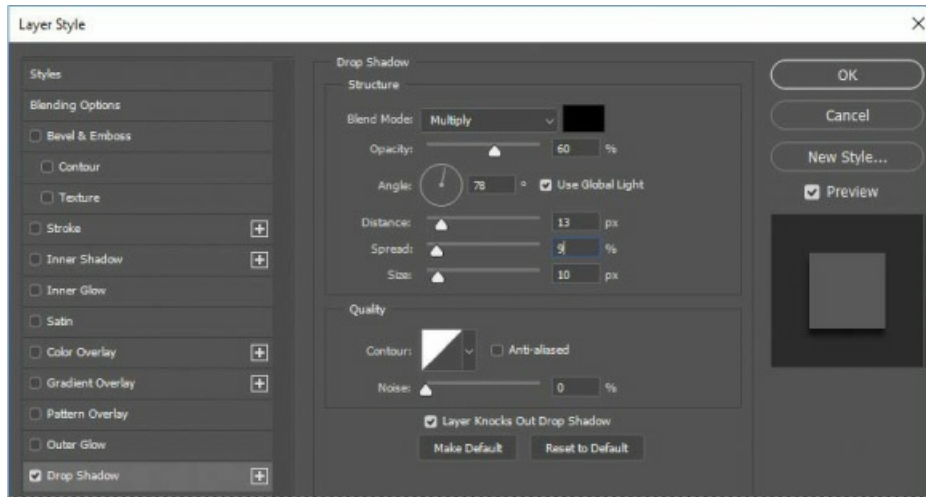 Layer Style
Styles
Blending Options
Bevel & Emboss
Contour
Texture
Stroke
Inner Shadow
Inner Glow
Satin
Color Overlay
Gradient Overlay
Pattern Overlay
Outer Glow
Drop Shadow
Drop Shadow
Structure
Blend Mode: Multiply
Opacity: 60 %
Angle: 78 ° Use Global Light
Distance: 13 px
Spread: 9 %
Size: 10 px
Quality
Contour: Anti-aliased
Noise: 0 %
Layer Knocks Out Drop Shadow
Make Default Reset to Default
OK
Cancel
New Style...
Preview